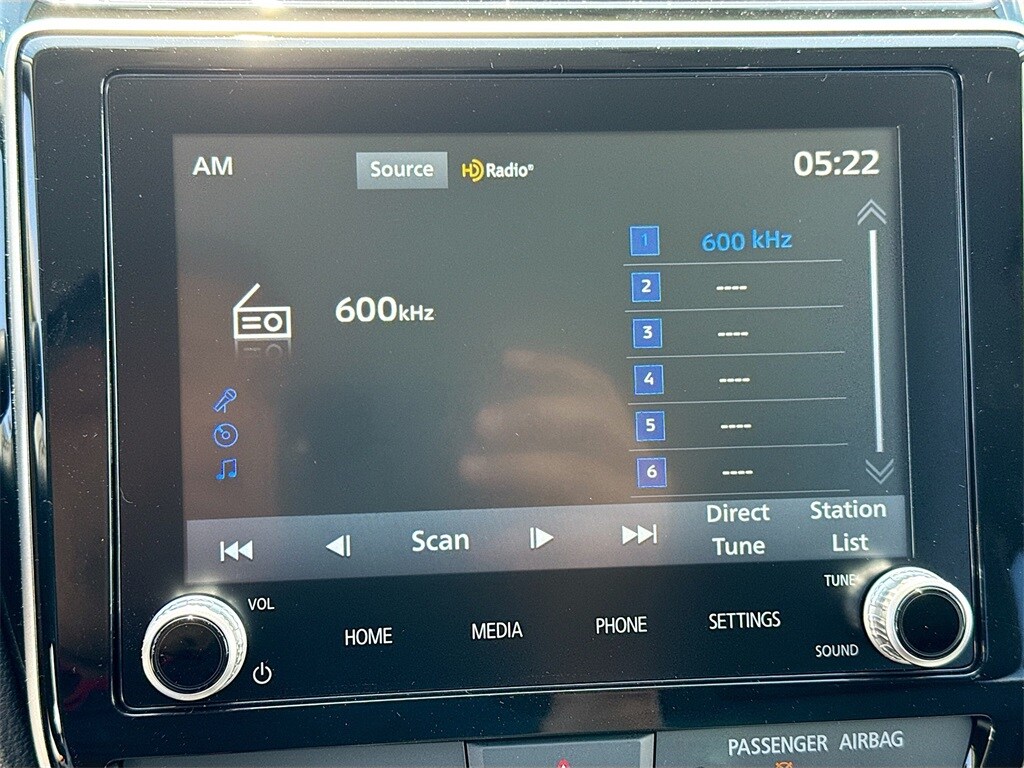 AM
Source
HD Radio®
05:22
1 600 kHz
2 ----
3 ----
4 ----
5 ----
6 ----
600kHz
Scan
Direct
Tune
Station
List
VOL
HOME
MEDIA
PHONE
SETTINGS
TUNE
SOUND
PASSENGER AIRBAG